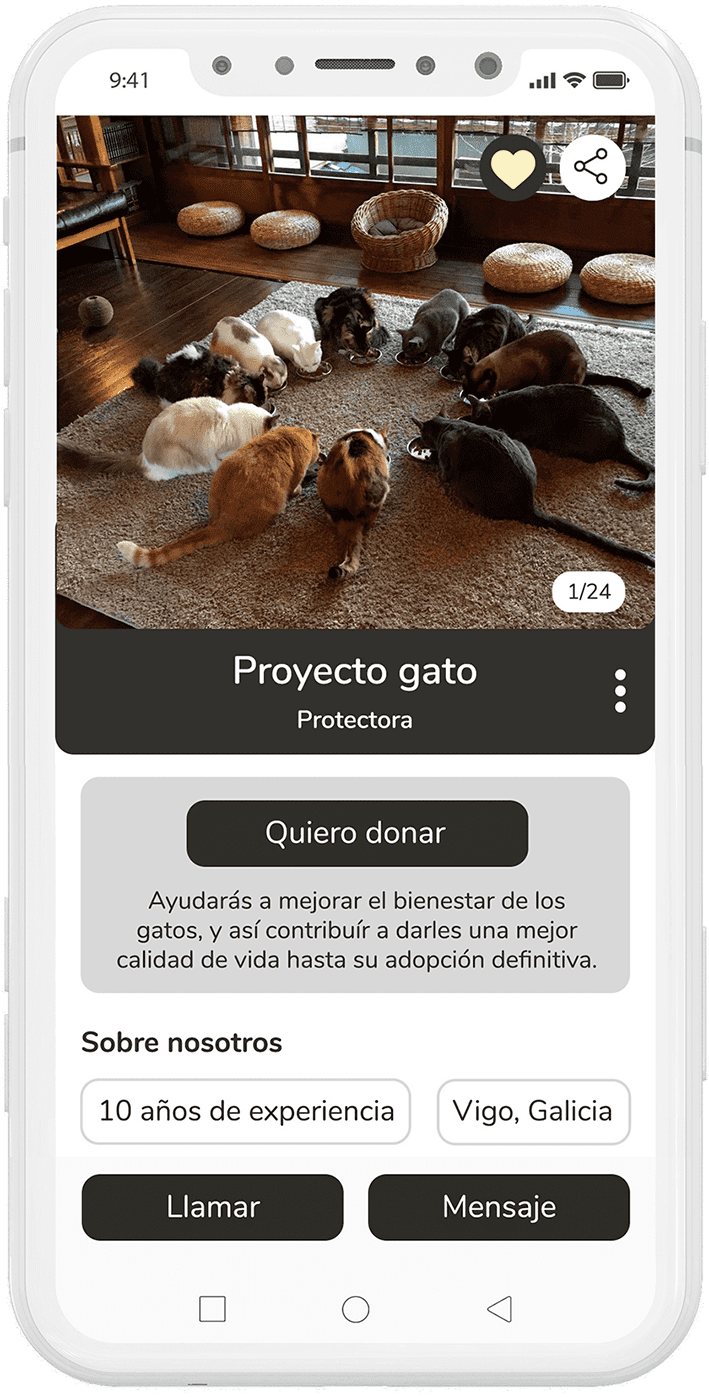 9:41
1/24
Proyecto gato
Protectora
Quiero donar
Ayudarás a mejorar el bienestar de los
gatos, y así contribuír a darles una mejor
calidad de vida hasta su adopción definitiva.
Sobre nosotros
10 años de experiencia
Vigo, Galicia
Llamar
Mensaje